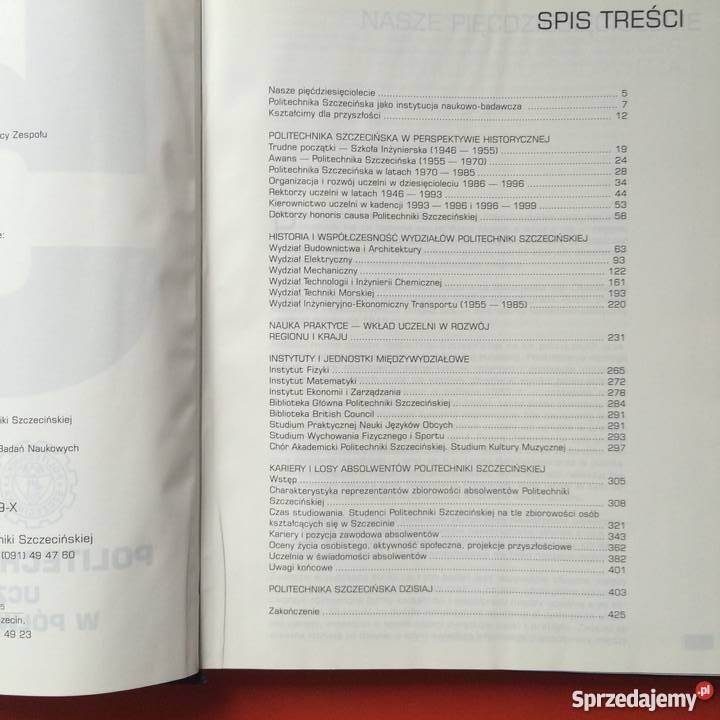 SPIS TREŚCI
Nasze pięćdziesięciolecie 5
Politechnika Szczecińska jako instytucja naukowo-badawcza 7
Kształcimy dla przyszłości 12
POLITECHNIKA SZCZECIŃSKA W PERSPEKTYWIE HISTORYCZNEJ
Trudne początki — Szkoła Inżynierska (1946 — 1955) 19
Awans — Politechnika Szczecińska (1955 — 1970) 24
Politechnika Szczecińska w latach 1970 — 1985 28
Organizacja i rozwój uczelni w dziesięcioleciu 1986 — 1996 34
Rektorzy uczelni w latach 1946 — 1993 44
Kierownictwo uczelni w kadencji 1993 — 1996 i 1996 — 1999 53
Doktorzy honoris causa Politechniki Szczecińskiej 58
HISTORIA I WSPÓŁCZESNOŚĆ WYDZIAŁÓW POLITECHNIKI SZCZECIŃSKIEJ
Wydział Budownictwa i Architektury 63
Wydział Elektryczny 93
Wydział Mechaniczny 122
Wydział Technologii i Inżynierii Chemicznej 161
Wydział Techniki Morskiej 193
Wydział Inżynieryjno-Ekonomiczny Transportu (1955 — 1985) 220
NAUKA PRAKTYCE — WKŁAD UCZELNI W ROZWÓJ
REGIONU I KRAJU 231
INSTYTUTY I JEDNOSTKI MIĘDZYWYDZIAŁOWE
Instytut Fizyki 265
Instytut Matematyki 272
Instytut Ekonomii i Zarządzania 278
Biblioteka Główna Politechniki Szczecińskiej 284
Biblioteka British Council 291
Studium Praktycznej Nauki Języków Obcych 291
Studium Wychowania Fizycznego i Sportu 293
Chór Akademicki Politechniki Szczecińskiej. Studium Kultury Muzycznej 297
KARIERY I LOSY ABSOLWENTÓW POLITECHNIKI SZCZECIŃSKIEJ
Wstęp 305
Charakterystyka reprezentantów zbiorowości absolwentów Politechniki
Szczecińskiej 308
Czas studiowania. Studenci Politechniki Szczecińskiej na tle zbiorowości osób
kształcących się w Szczecinie 321
Kariery i pozycja zawodowa absolwentów 343
Oceny życia osobistego, aktywność społeczna, projekcje przyszłościowe 362
Uczelnia w świadomości absolwentów 382
Uwagi końcowe 401
POLITECHNIKA SZCZECIŃSKA DZISIAJ 403
Zakończenie 425
cy Zespołu
e:
ki Szczecińskiej
Badań Naukowych
9-X
niki Szczecińskiej
(091) 49 47 60
5
zecin.
49 23
Sprzedajemy.pl